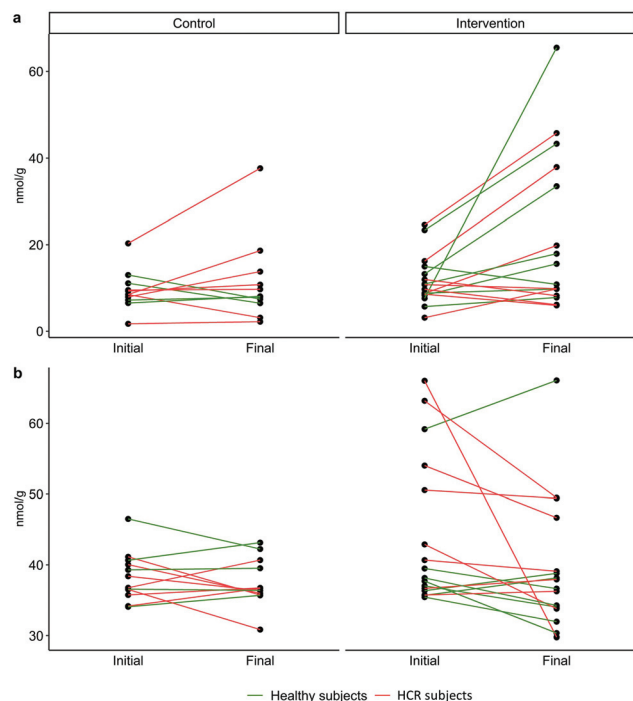 a
Control Intervention
60
40
20
0
nmol/g
Initial Final Initial Final
b
60
50
40
30
nmol/g
Initial Final Initial Final
Healthy subjects HCR subjects